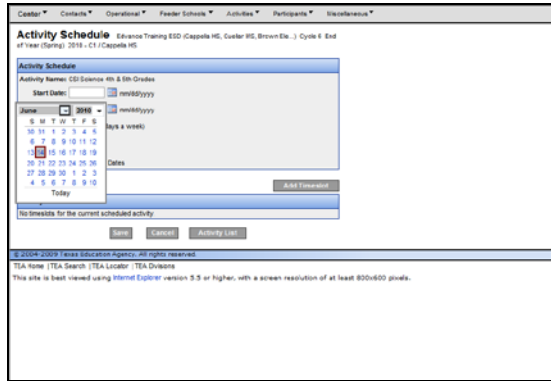 Center Contacts Operational Feeder Schools Activities Participants Miscellaneous
Activity Schedule Edvance Training ESD (Cappella HS, Cuellar MS, Brown Ele...) Cycle 6 End
of Year (Spring) 2010 - C1 / Cappella HS
Activity Schedule
Activity Name: CSI Science 4th & 5th Grades
Start Date: mm/dd/yyyy
mm/dd/yyyy
June 2010
S M T W T F S
30 31 1 2 3 4 5
6 7 8 9 10 11 12
13 14 15 16 17 18 19
20 21 22 23 24 25 26
27 28 29 30 1 2 3
4 5 6 7 8 9 10
Today
days a week)
Dates
Add Timeslot
No timeslots for the current scheduled activity
Save Cancel Activity List
© 2004-2009 Texas Education Agency. All rights reserved.
TEA Home | TEA Search | TEA Locator | TEA Divisions
This site is best viewed using Internet Explorer version 5.5 or higher, with a screen resolution of at least 800x600 pixels.